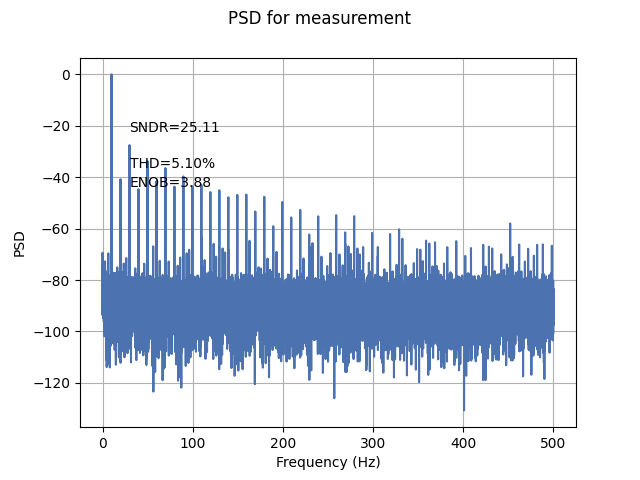 PSD for measurement
0
−20
−40
−60
−80
−100
−120
PSD
SNDR=25.11
THD=5.10%
ENOB=3.88
0 100 200 300 400 500
Frequency (Hz)